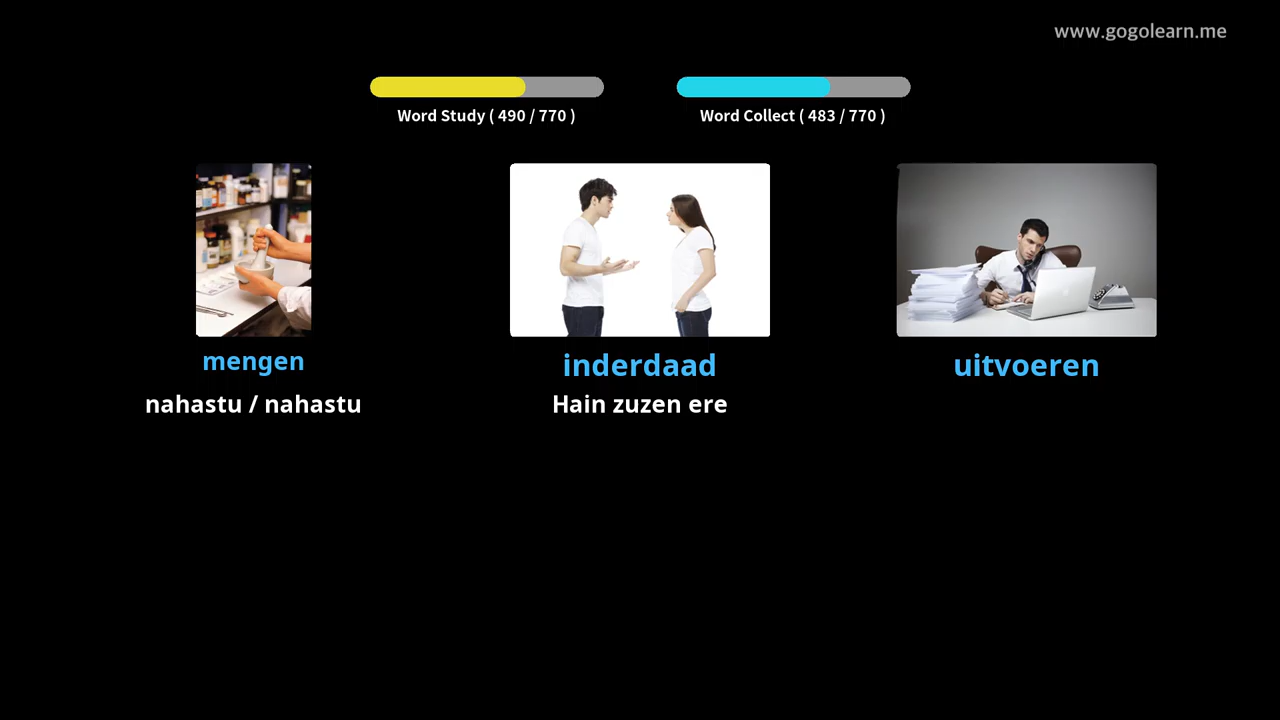 www.gogolearn.me
Word Study ( 490 / 770 )
Word Collect ( 483 / 770 )
mengen
nahastu / nahastu
inderdaad
Hain zuzen ere
uitvoeren